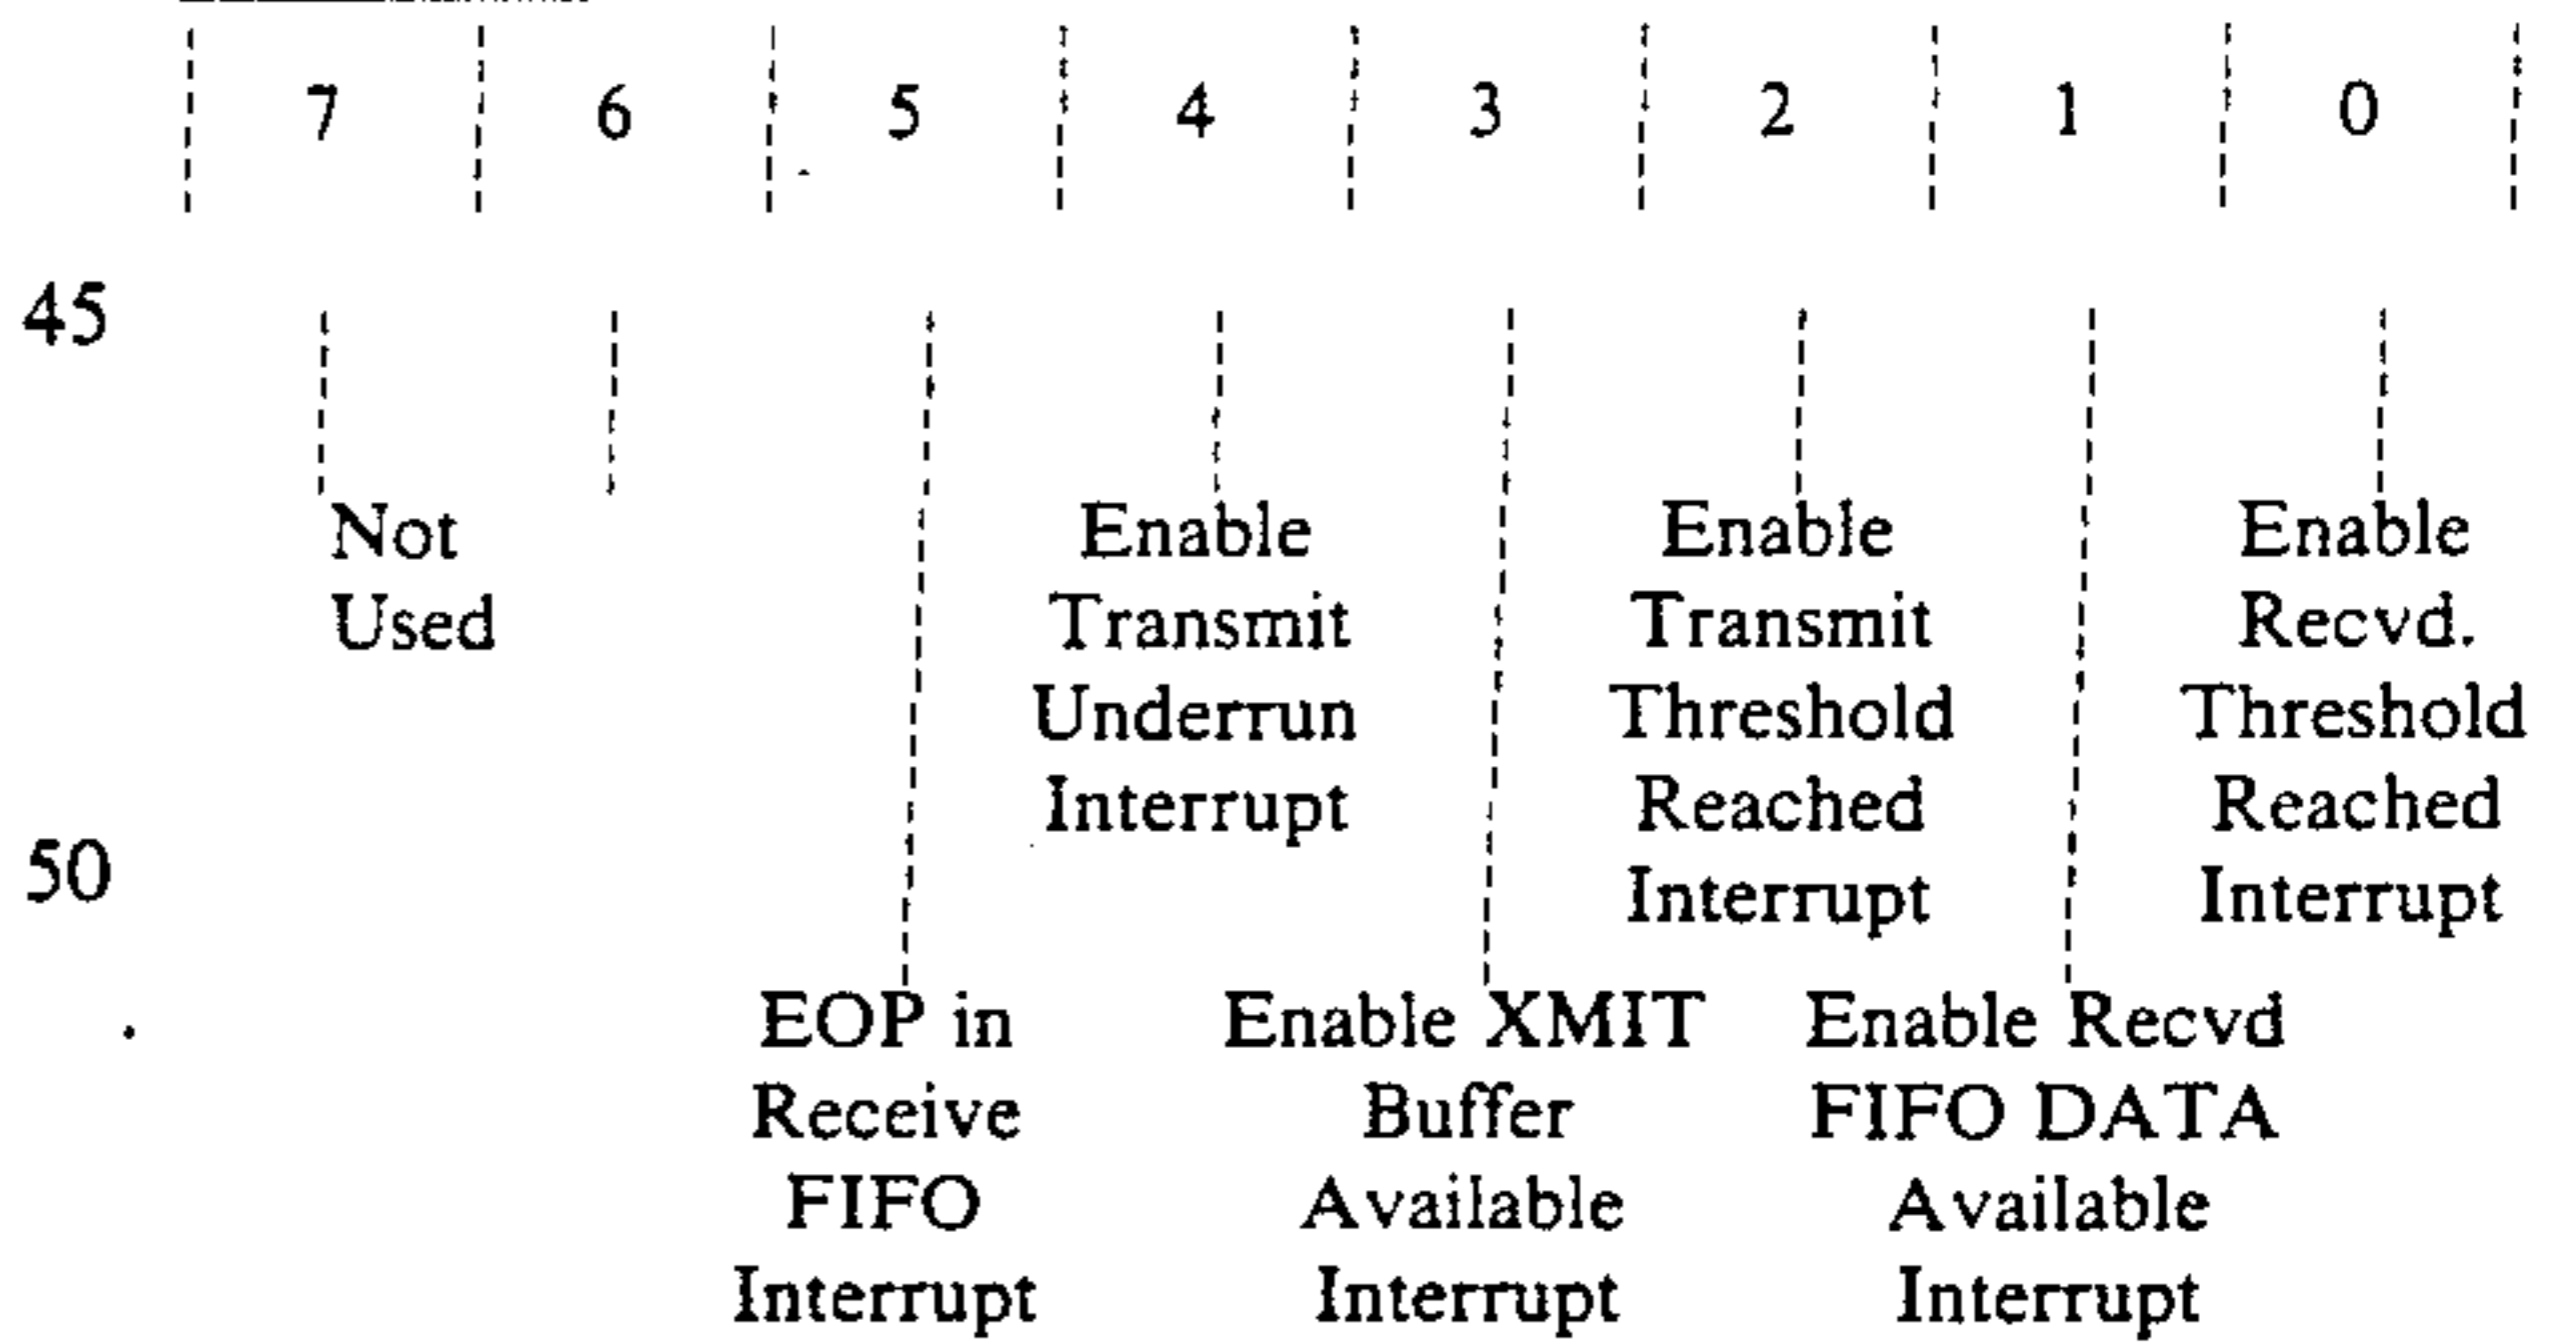 7 6 5 4 3 2 1 0
45
Not Enable Enable Enable
Used Transmit Transmit Recvd.
Underrun Threshold Threshold
Interrupt Reached Reached
50 Interrupt Interrupt
EOP in Enable XMIT Enable Recvd
Receive Buffer FIFO DATA
FIFO Available Available
Interrupt Interrupt Interrupt